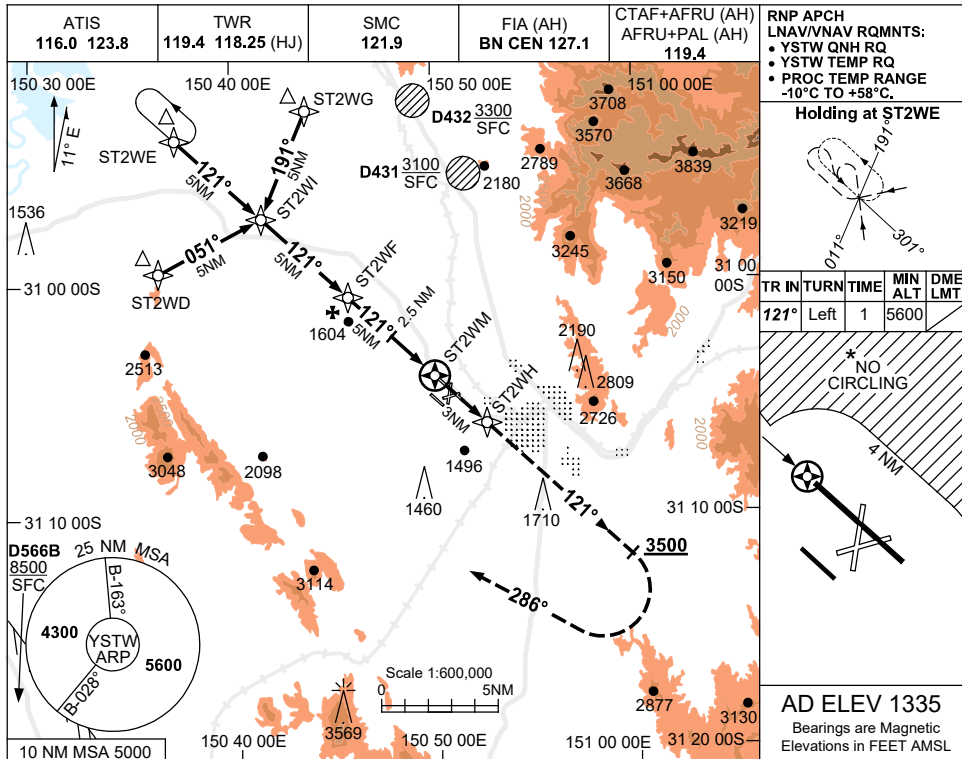 ATIS
116.0 123.8
TWR
119.4 118.25 (HJ)
SMC
121.9
FIA (AH)
BN CEN 127.1
CTAF+AFRU (AH)
AFRU+PAL (AH)
119.4
RNP APCH
LNAV/VNAV RQMNTS:
• YSTW QNH RQ
• YSTW TEMP RQ
• PROC TEMP RANGE
-10°C TO +58°C.
150 30 00E
150 40 00E
150 50 00E
151 00 00E
11° E
ST2WE
ST2WG
D432 3300
SFC
D431 3100
SFC
121°
5NM
191°
5NM
ST2WI
051°
5NM
ST2WD
1536
31 00 00S
121°
5NM
ST2WF
121°
5NM
2.5 NM
ST2WM
3NM
ST2WH
1604
2180
2789
3708
3570
3668
3839
3219
3245
3150
31 00
00S
2000
2000
2190
2809
2726
2000
2513
2500
2000
3048
2098
1496
1460
1710
121°
31 10 00S
31 10 00S
3500
286°
3114
3569
2877
3130
D566B
8500
SFC
25 NM MSA
B-163°
4300
YSTW
ARP
5600
B-028°
10 NM MSA 5000
Scale 1:600,000
0
5NM
150 40 00E
150 50 00E
151 00 00E
31 20 00S
Holding at ST2WE
191°
011°
301°
TR IN
TURN
TIME
MIN
ALT
DME
LMT
121°
Left
1
5600
*NO
CIRCLING
4 NM
AD ELEV 1335
Bearings are Magnetic
Elevations in FEET AMSL